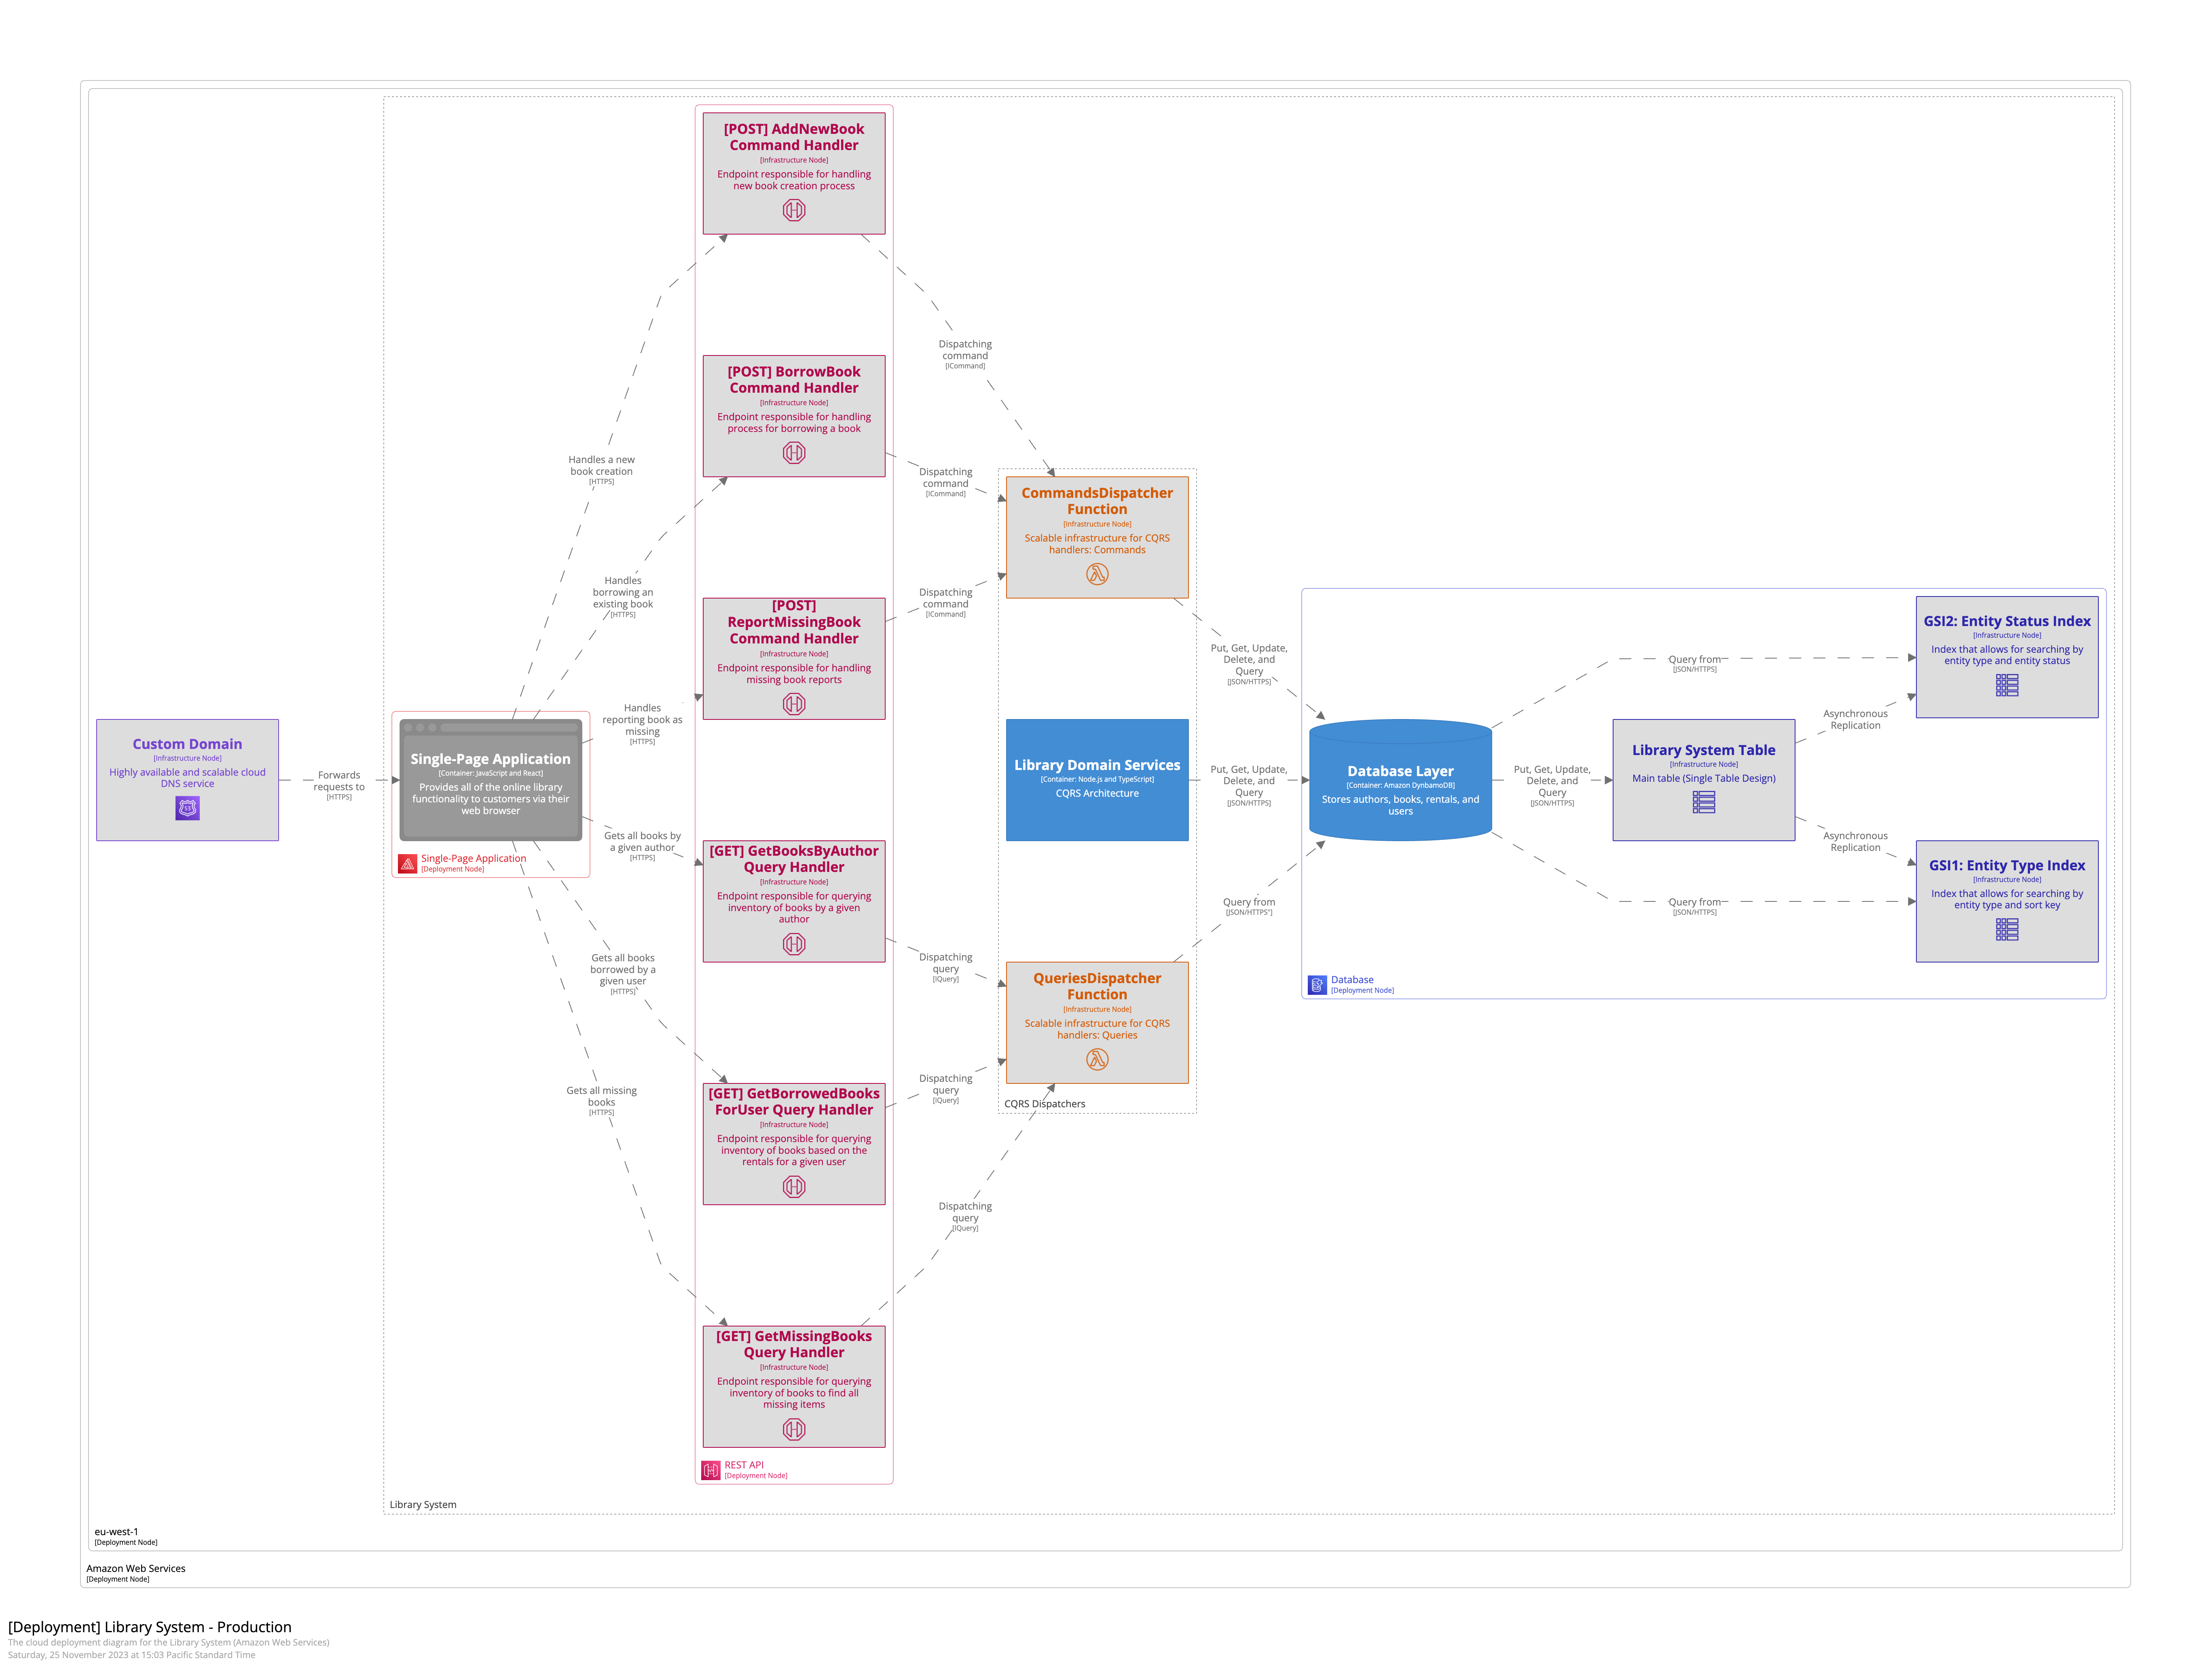 [POST] AddNewBook
Command Handler
[Infrastructure Node]
Endpoint responsible for handling
new book creation process
[POST] BorrowBook
Command Handler
[Infrastructure Node]
Endpoint responsible for handling
process for borrowing a book
[POST]
ReportMissingBook
Command Handler
[Infrastructure Node]
Endpoint responsible for handling
missing book reports
[GET] GetBooksByAuthor
Query Handler
[Infrastructure Node]
Endpoint responsible for querying
inventory of books by a given
author
[GET] GetBorrowedBooks
ForUser Query Handler
[Infrastructure Node]
Endpoint responsible for querying
inventory of books based on the
rentals for a given user
[GET] GetMissingBooks
Query Handler
[Infrastructure Node]
Endpoint responsible for querying
inventory of books to find all
missing items
REST API
[Deployment Node]
Custom Domain
[Infrastructure Node]
Highly available and scalable cloud
DNS service
53
Forwards
requests to
[HTTPS]
Single-Page Application
[Container: JavaScript and React]
Provides all of the online library
functionality to customers via their
web browser
Single-Page Application
[Deployment Node]
Handles a new
book creation
[HTTPS]
Handles
borrowing an
existing book
[HTTPS]
Handles
reporting book as
missing
[HTTPS]
Gets all books by
a given author
[HTTPS]
Gets all books
borrowed by a
given user
[HTTPS]
Gets all missing
books
[HTTPS]
Dispatching
command
[ICommand]
Dispatching
command
[ICommand]
Dispatching
command
[ICommand]
Dispatching
query
[IQuery]
Dispatching
query
[IQuery]
Dispatching
query
[IQuery]
CommandsDispatcher
Function
[Infrastructure Node]
Scalable infrastructure for CQRS
handlers: Commands
Library Domain Services
[Container: Node.js and TypeScript]
CQRS Architecture
QueriesDispatcher
Function
[Infrastructure Node]
Scalable infrastructure for CQRS
handlers: Queries
CQRS Dispatchers
Put, Get, Update,
Delete, and
Query
[JSON/HTTPS]
Put, Get, Update,
Delete, and
Query
[JSON/HTTPS]
Query from
[JSON/HTTPS"]
Database Layer
[Container: Amazon DynbamoDB]
Stores authors, books, rentals, and
users
Put, Get, Update,
Delete, and
Query
[JSON/HTTPS]
Query from
[JSON/HTTPS]
Query from
[JSON/HTTPS]
Library System Table
[Infrastructure Node]
Main table (Single Table Design)
Asynchronous
Replication
Asynchronous
Replication
GSI2: Entity Status Index
[Infrastructure Node]
Index that allows for searching by
entity type and entity status
GSI1: Entity Type Index
[Infrastructure Node]
Index that allows for searching by
entity type and sort key
Database
[Deployment Node]
Library System
eu-west-1
[Deployment Node]
Amazon Web Services
[Deployment Node]
[Deployment] Library System - Production
The cloud deployment diagram for the Library System (Amazon Web Services)
Saturday, 25 November 2023 at 15:03 Pacific Standard Time